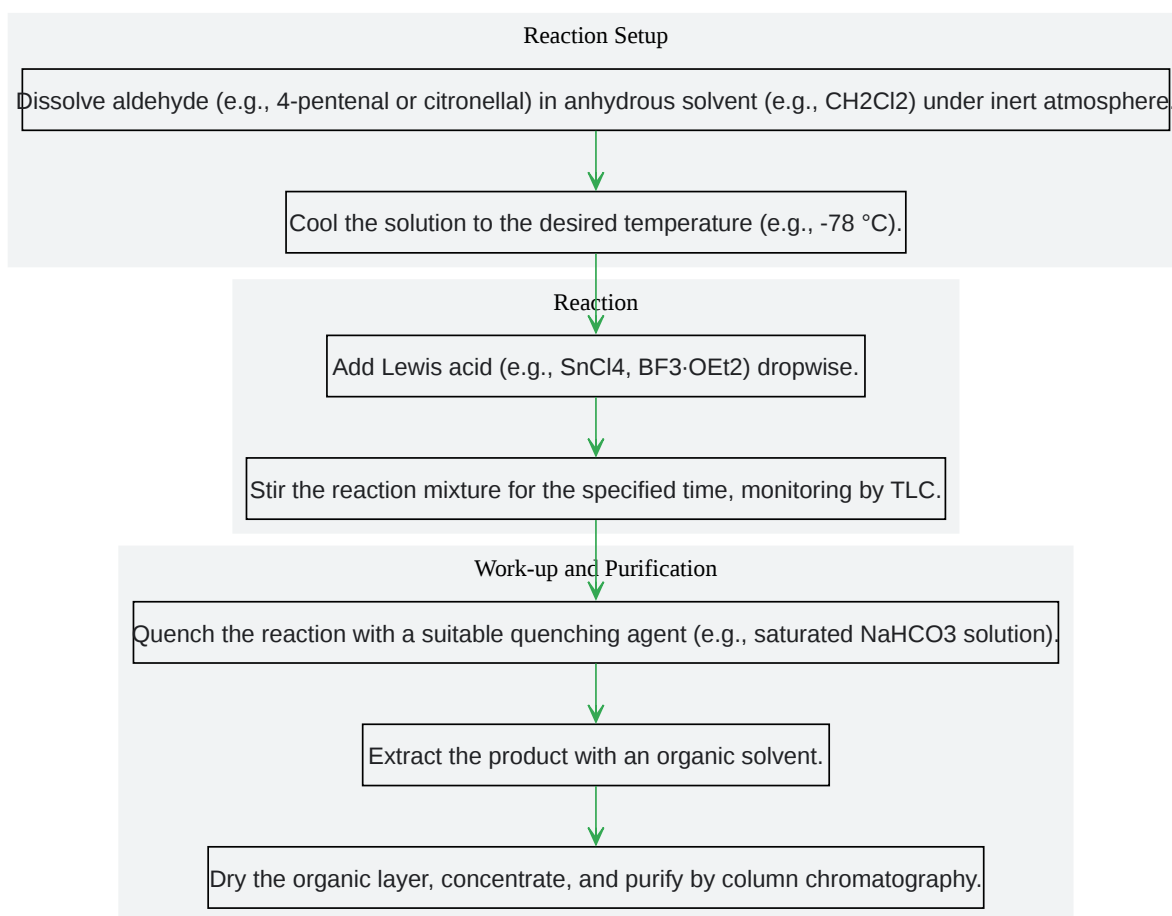 Reaction Setup
Dissolve aldehyde (e.g., 4-pentenal or citronellal) in anhydrous solvent (e.g., CH2Cl2) under inert atmosphere.
Cool the solution to the desired temperature (e.g., -78 °C).
Reaction
Add Lewis acid (e.g., SnCl4, BF3·OEt2) dropwise.
Stir the reaction mixture for the specified time, monitoring by TLC.
Work-up and Purification
Quench the reaction with a suitable quenching agent (e.g., saturated NaHCO3 solution).
Extract the product with an organic solvent.
Dry the organic layer, concentrate, and purify by column chromatography.